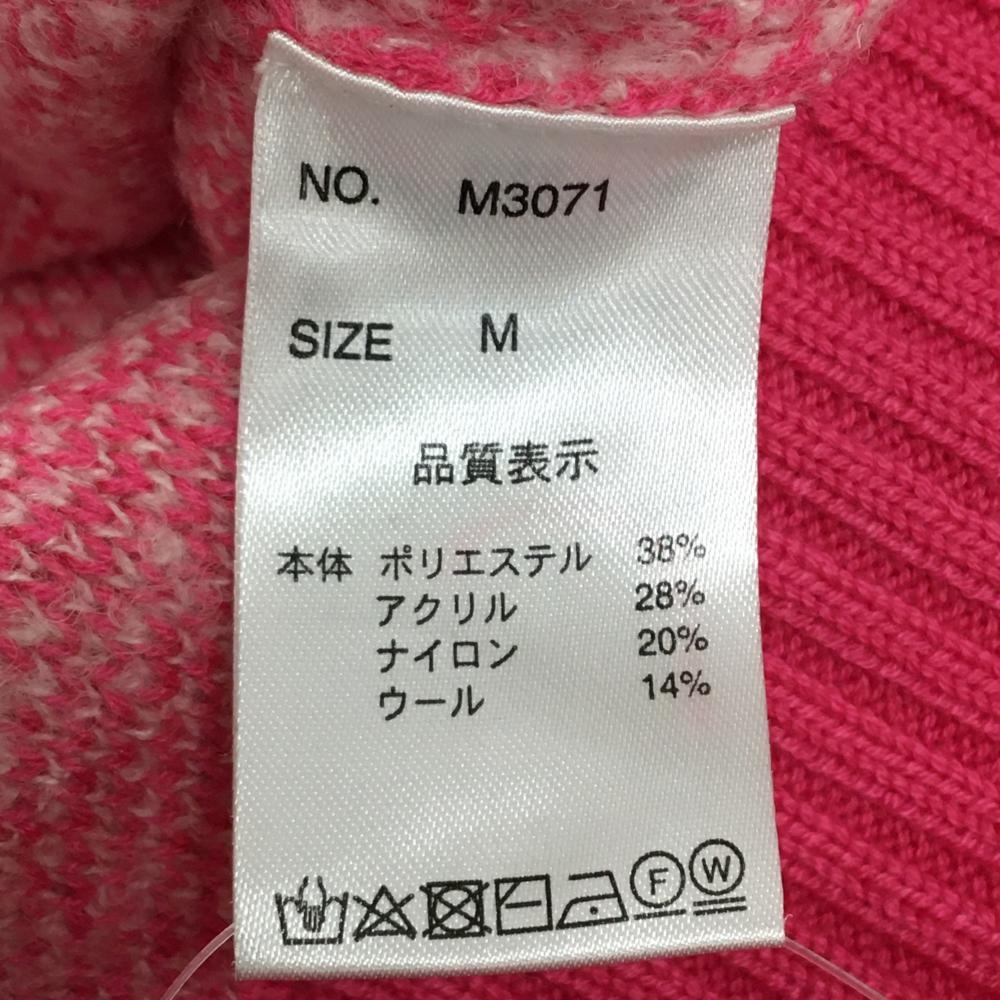 NO. M3071
SIZE M
品質表示
本体 ポリエステル 38%
アクリル 28%
ナイロン 20%
ウール 14%
F W